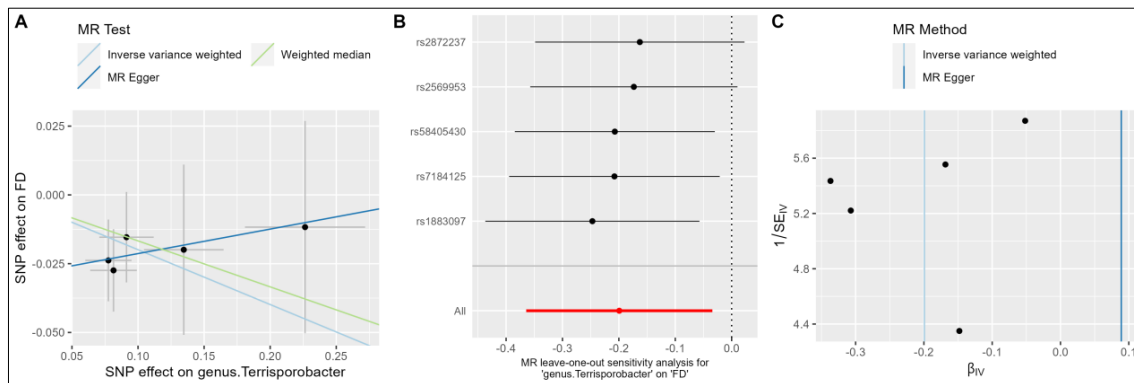 A
MR Test
Inverse variance weighted
Weighted median
MR Egger
0.025
0.000
-0.025
-0.050
0.05
0.10
0.15
0.20
0.25
SNP effect on FD
SNP effect on genus.Terrisporobacter
B
rs2872237
rs2569953
rs58405430
rs7184125
rs1883097
All
-0.4
-0.3
-0.2
-0.1
0.0
MR leave-one-out sensitivity analysis for
'genus.Terrisporobacter' on 'FD'
C
MR Method
Inverse variance weighted
MR Egger
5.6
5.2
4.8
4.4
-0.3
-0.2
-0.1
0.0
0.1
1/SEIV
βIV